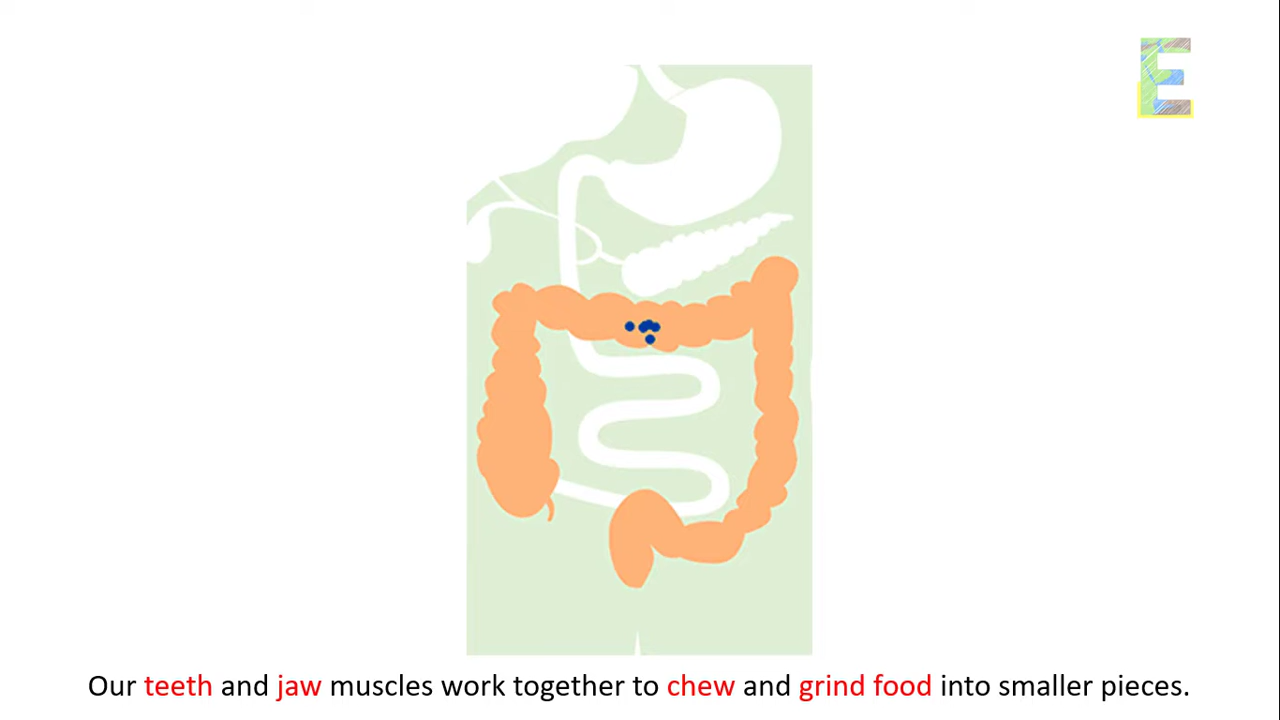 E
Our teeth and jaw muscles work together to chew and grind food into smaller pieces.